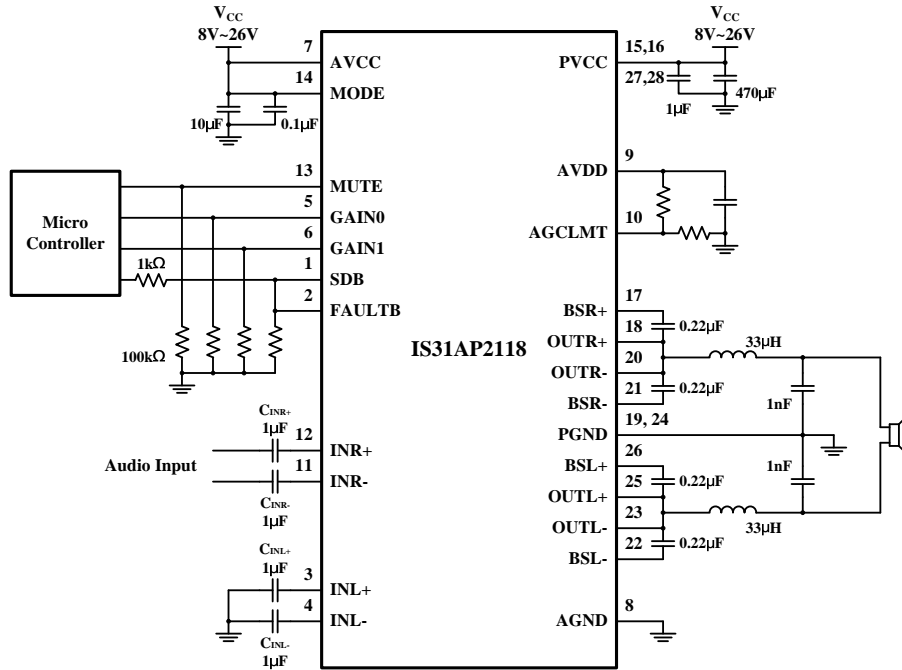 VCC
8V~26V
7
AVCC
14
MODE
10µF
0.1µF
13
MUTE
5
GAIN0
6
GAIN1
1
SDB
2
FAULTB
Micro
Controller
1kΩ
100kΩ
CINR+
1µF
12
INR+
Audio Input
11
INR-
CINR-
1µF
CINL+
1µF
3
INL+
4
INL-
CINL-
1µF
IS31AP2118
VCC
8V~26V
15,16
PVCC
27,28
1µF
470µF
9
AVDD
10
AGCLMT
17
BSR+
18
0.22µF
OUTR+
20
33µH
OUTR-
21
0.22µF
BSR-
1nF
19, 24
PGND
26
1nF
BSL+
25
0.22µF
OUTL+
23
OUTL-
33µH
22
0.22µF
BSL-
8
AGND